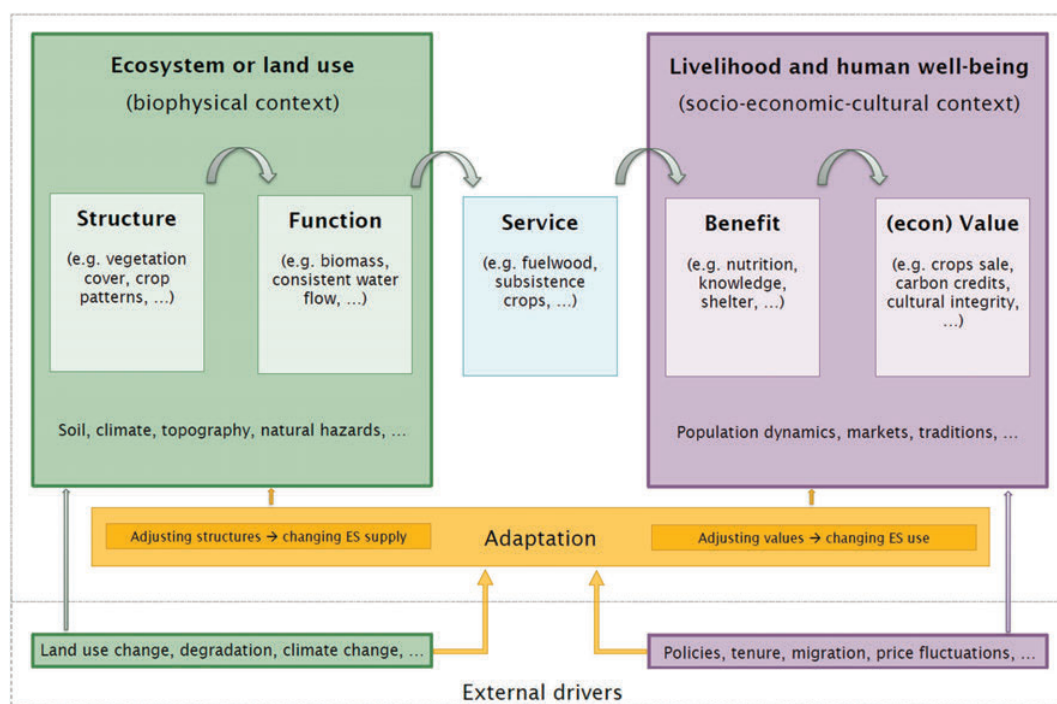 Ecosystem or land use
(biophysical context)
Livelihood and human well-being
(socio-economic-cultural context)
Structure
(e.g. vegetation
cover, crop
patterns, …)
Function
(e.g. biomass,
consistent water
flow, …)
Service
(e.g. fuelwood,
subsistence
crops, …)
Benefit
(e.g. nutrition,
knowledge,
shelter, …)
(econ) Value
(e.g. crops sale,
carbon credits,
cultural integrity,
…)
Soil, climate, topography, natural hazards, …
Population dynamics, markets, traditions, …
Adjusting structures → changing ES supply
Adaptation
Adjusting values → changing ES use
Land use change, degradation, climate change, …
Policies, tenure, migration, price fluctuations, …
External drivers